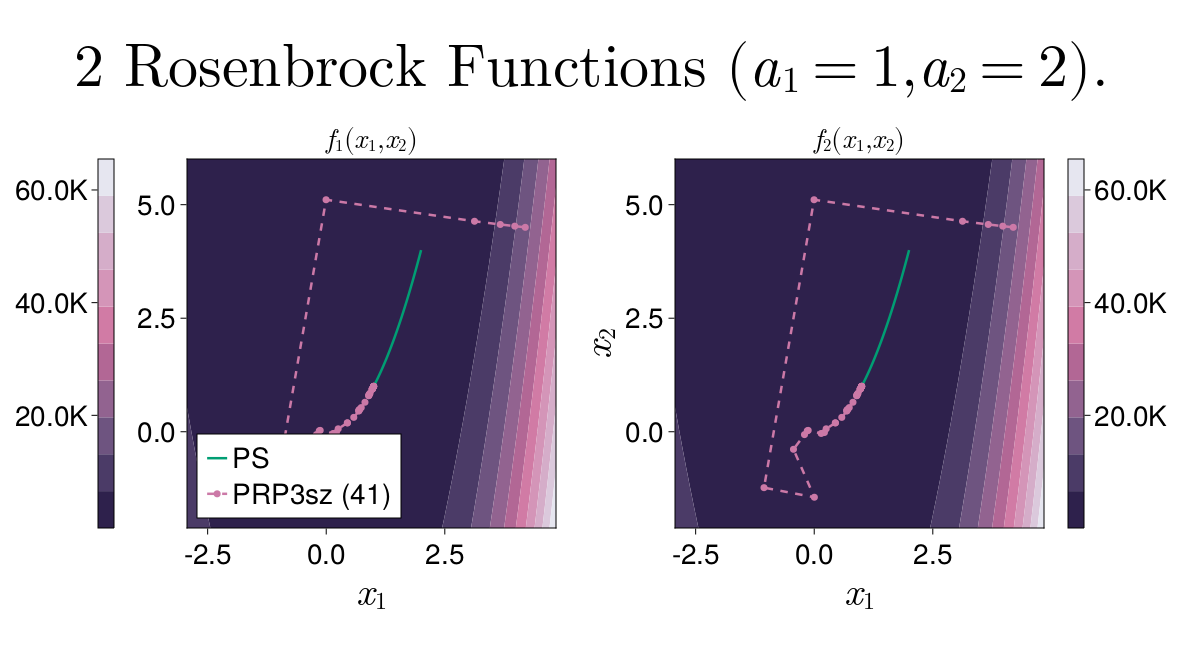 2 Rosenbrock Functions (a₁ = 1, a₂ = 2).
f₁(x₁,x₂)
f₂(x₁,x₂)
60.0K
40.0K
20.0K
5.0
2.5
0.0
PS
PRP3sz (41)
-2.5
0.0
2.5
x₁
x₂
5.0
2.5
0.0
-2.5
0.0
2.5
x₁
60.0K
40.0K
20.0K